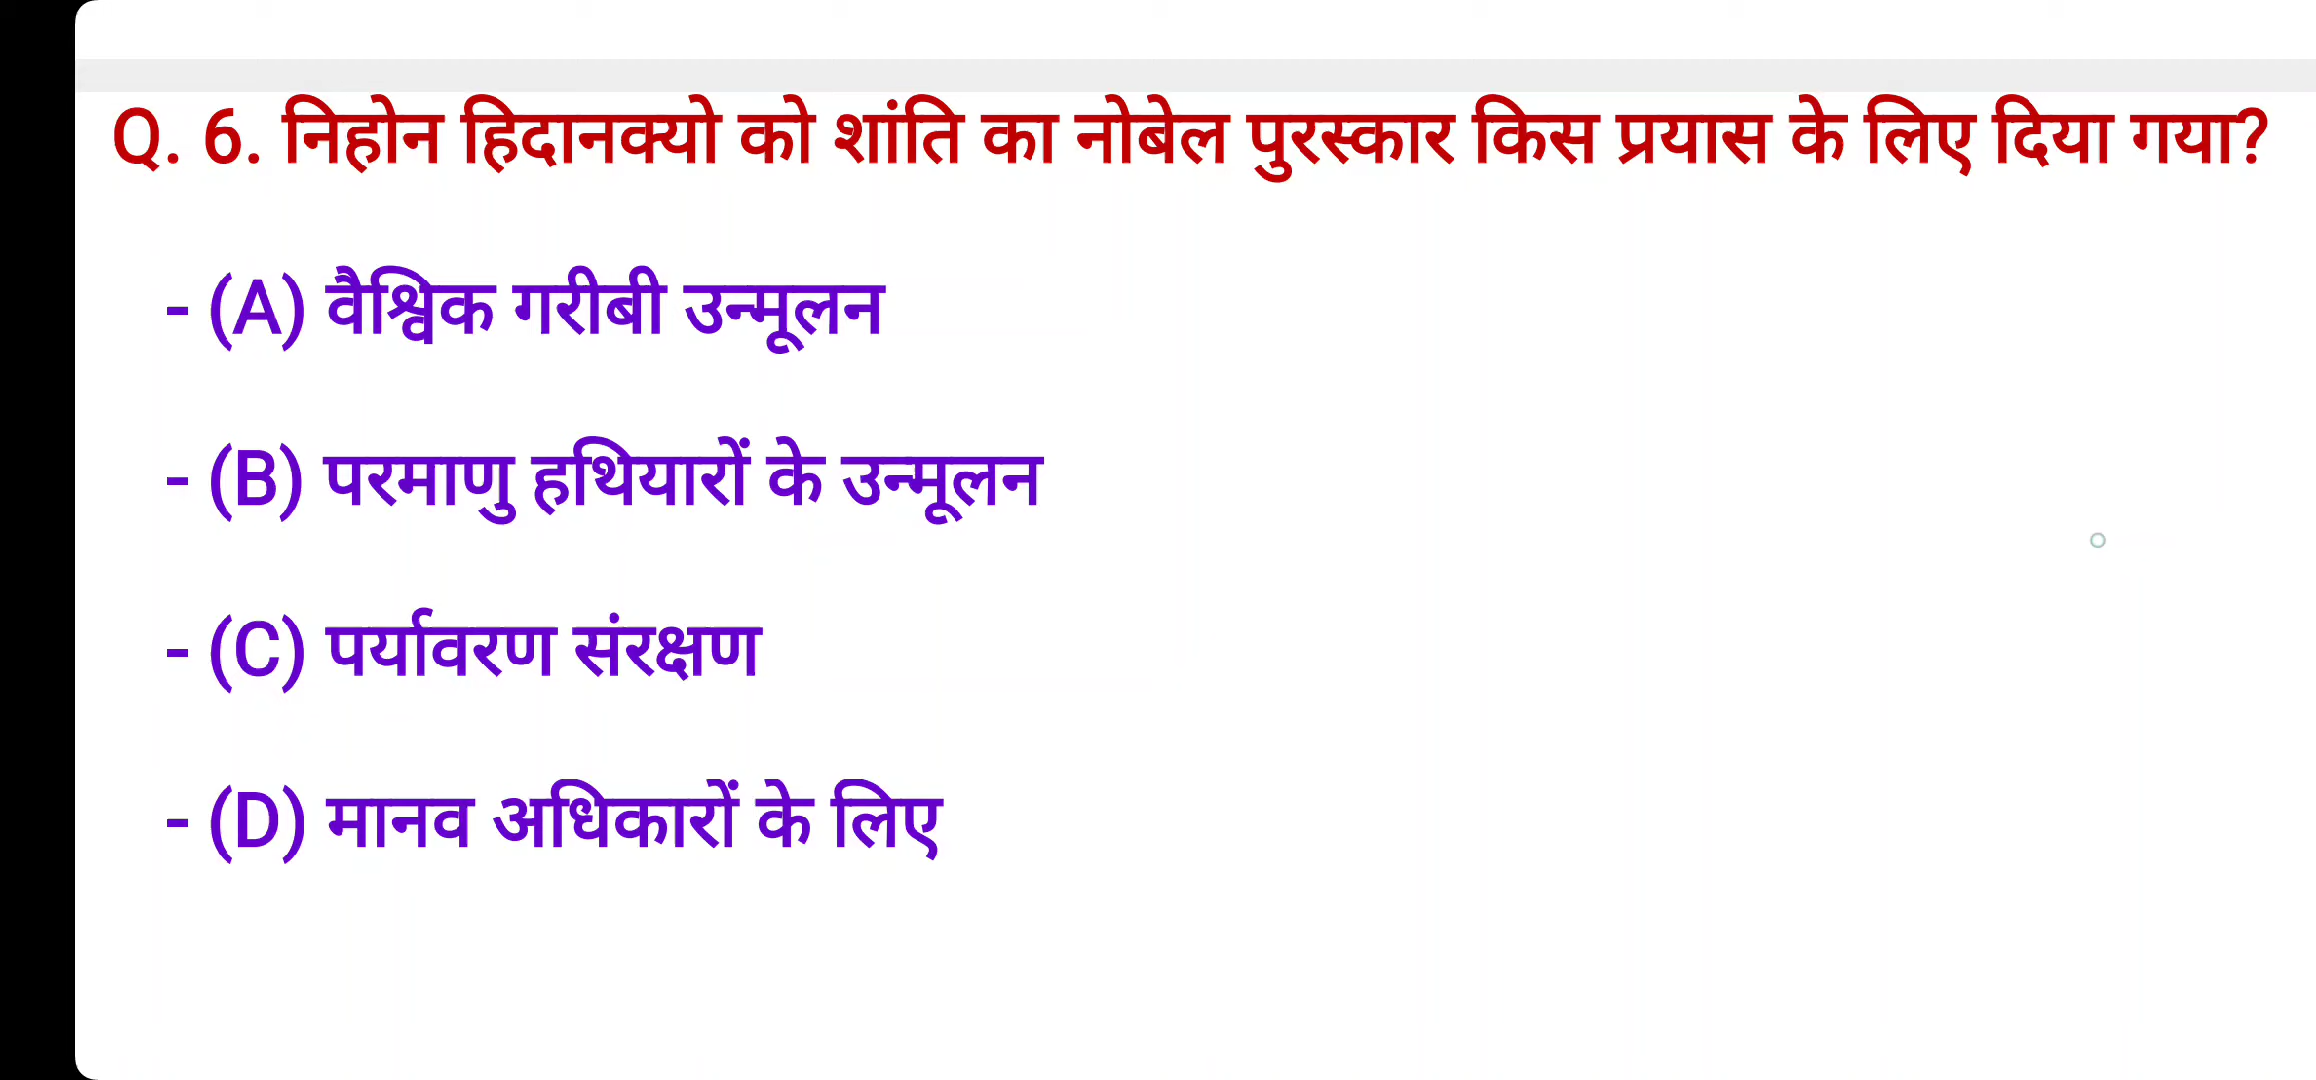 Q. 6. निहोन हिदानक्यो को शांति का नोबेल पुरस्कार किस प्रयास के लिए दिया गया?
- (A) वैश्विक गरीबी उन्मूलन
- (B) परमाणु हथियारों के उन्मूलन
- (C) पर्यावरण संरक्षण
- (D) मानव अधिकारों के लिए